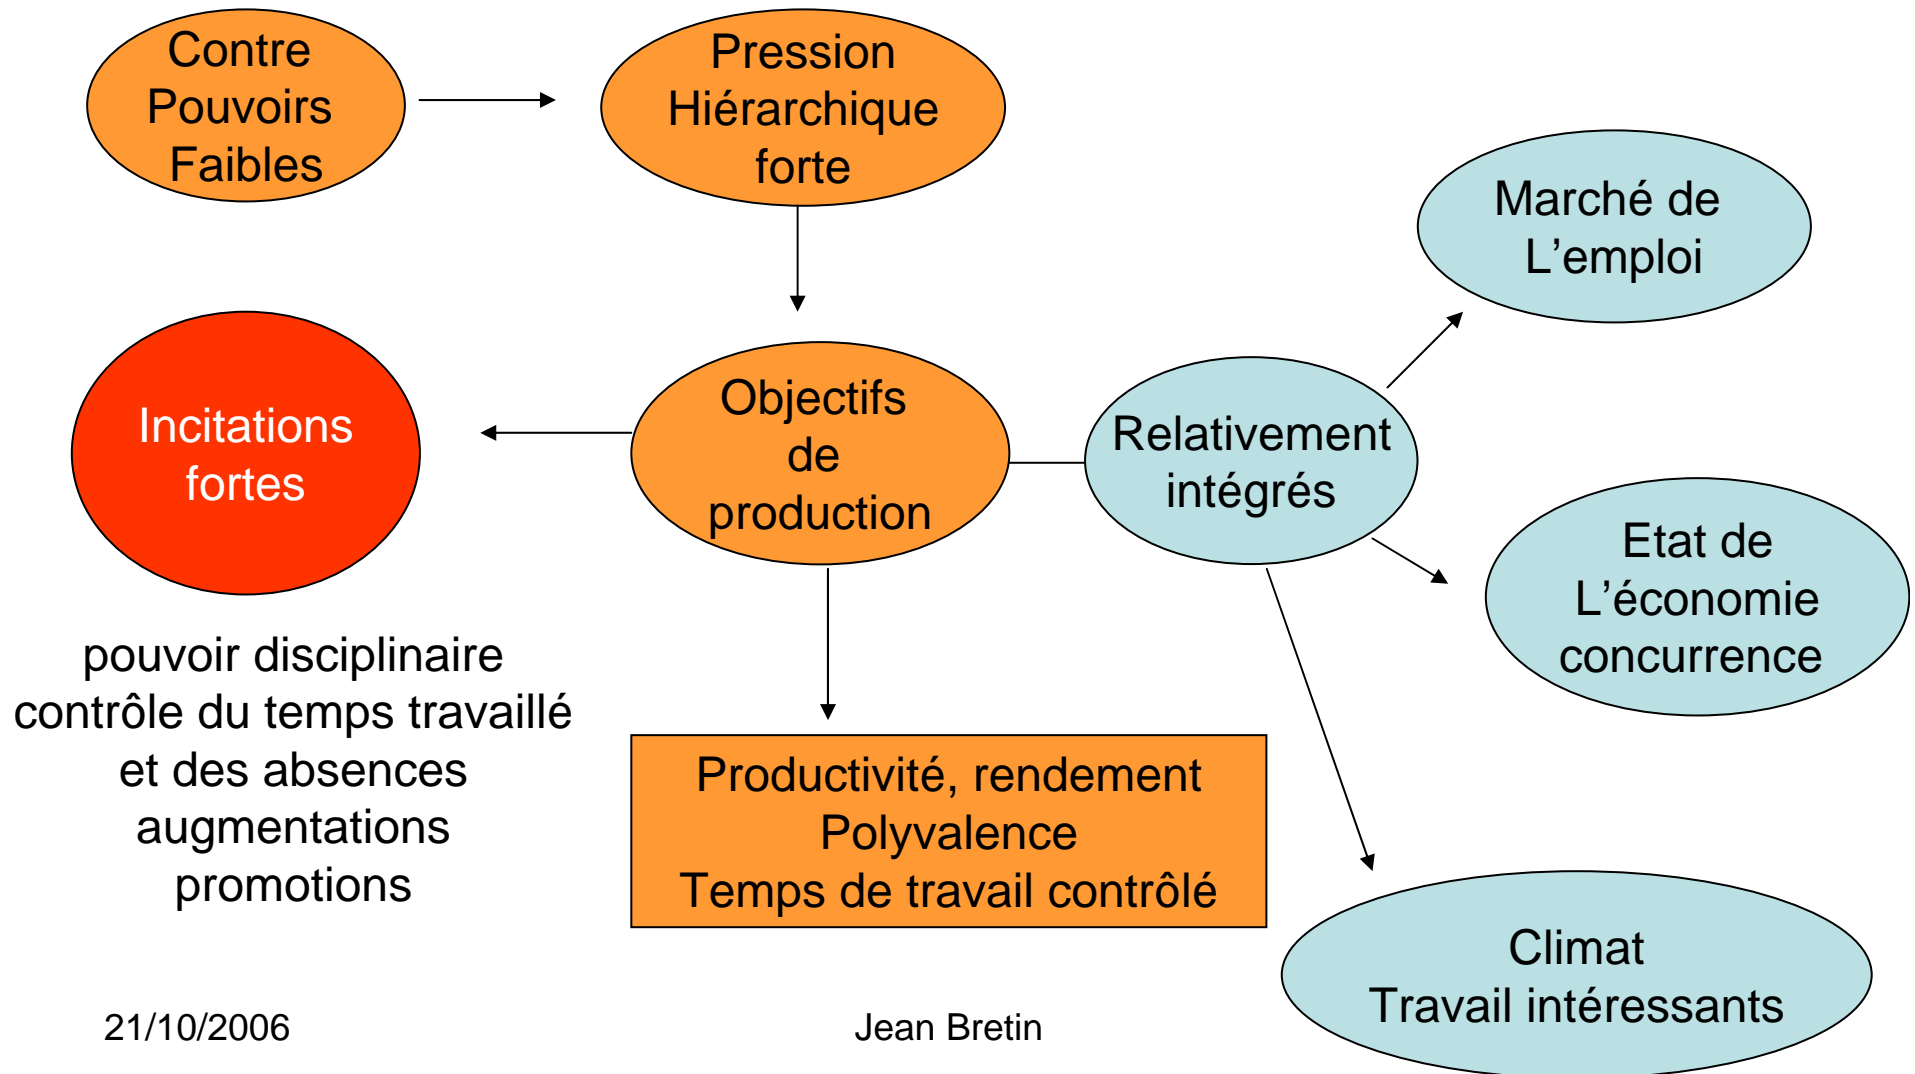 Contre
Pouvoirs
Faibles
Pression
Hiérarchique
forte
Marché de
L'emploi
Incitations
fortes
Objectifs
de
production
Relativement
intégrés
Etat de
L'économie
concurrence
pouvoir disciplinaire
contrôle du temps travaillé
et des absences
augmentations
promotions
Productivité, rendement
Polyvalence
Temps de travail contrôlé
Climat
Travail intéressants
21/10/2006
Jean Bretin